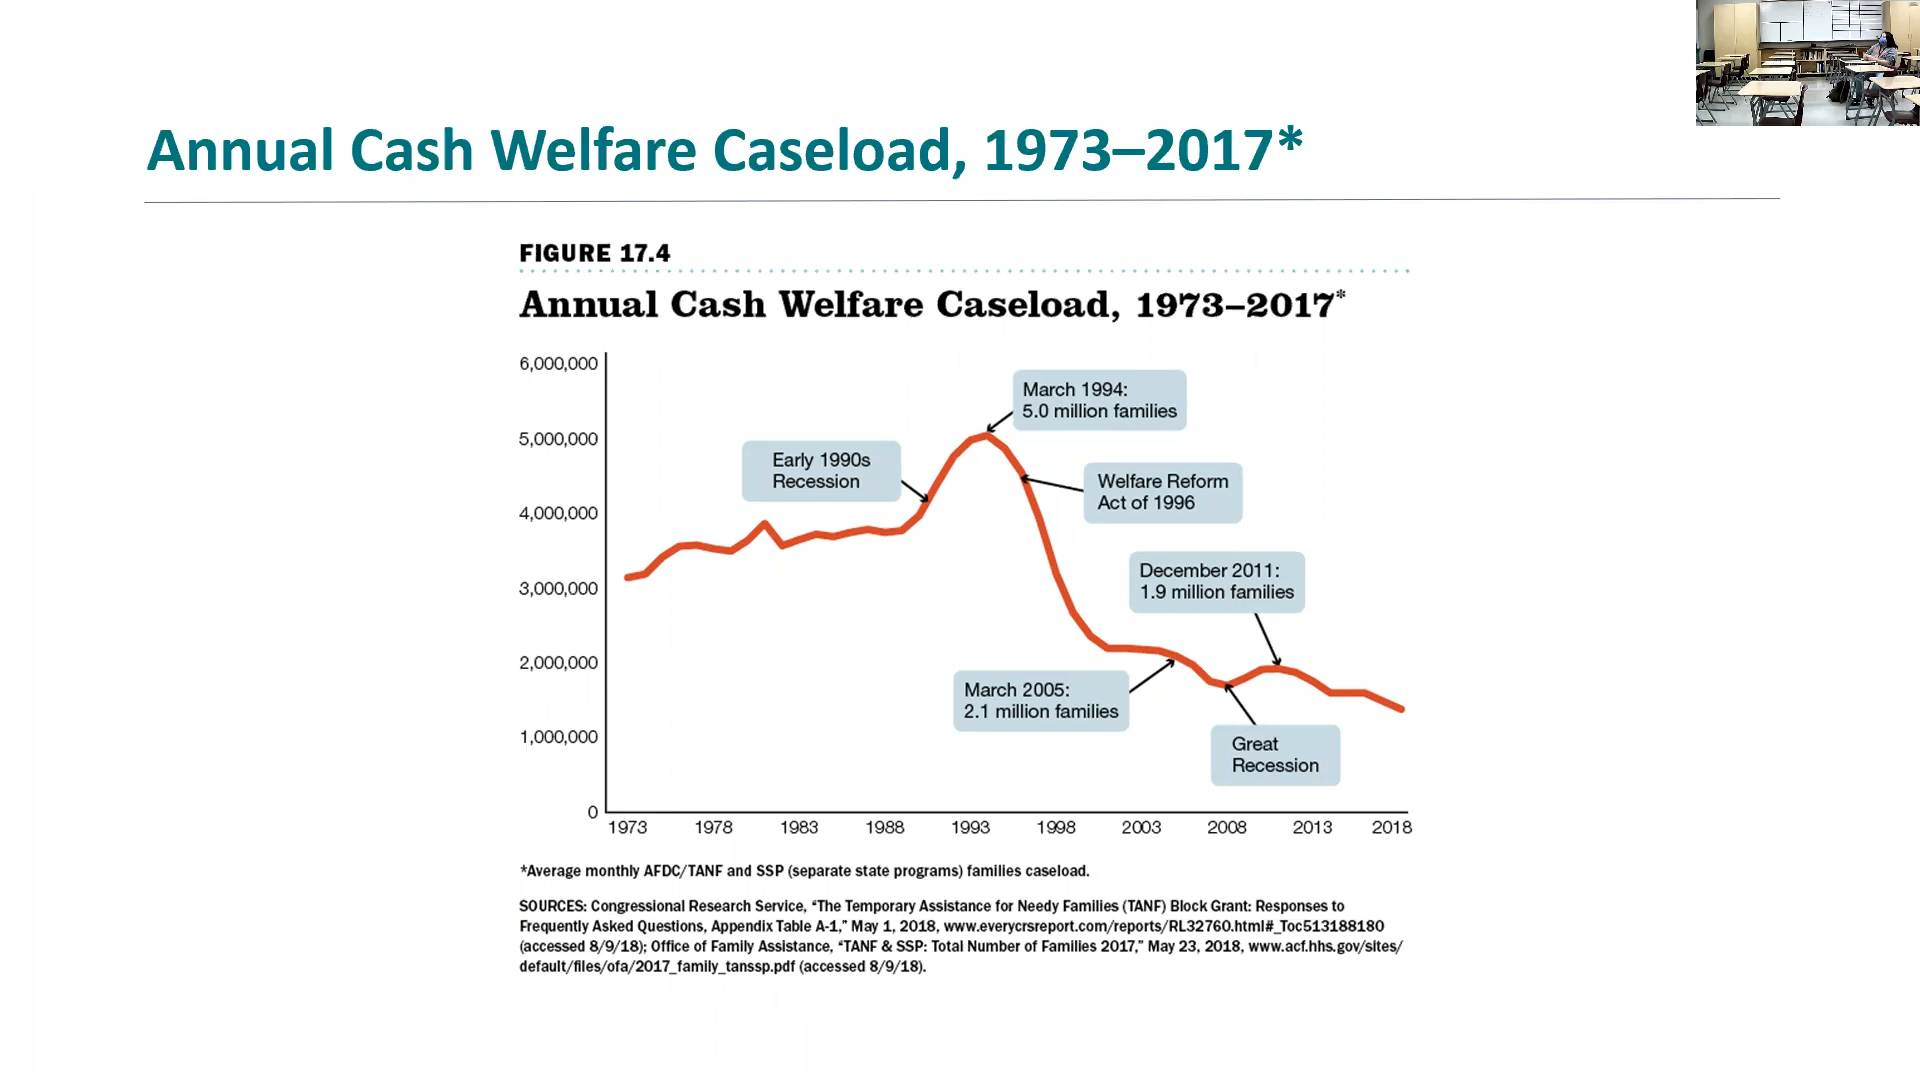 Annual Cash Welfare Caseload, 1973–2017*
FIGURE 17.4
Annual Cash Welfare Caseload, 1973–2017*
6,000,000
5,000,000
4,000,000
3,000,000
2,000,000
1,000,000
0
March 1994:
5.0 million families
Early 1990s
Recession
Welfare Reform
Act of 1996
December 2011:
1.9 million families
March 2005:
2.1 million families
Great
Recession
1973
1978
1983
1988
1993
1998
2003
2008
2013
2018
*Average monthly AFDC/TANF and SSP (separate state programs) families caseload.
SOURCES: Congressional Research Service, “The Temporary Assistance for Needy Families (TANF) Block Grant: Responses to
Frequently Asked Questions, Appendix Table A-1,” May 1, 2018, www.everycrsreport.com/reports/RL32760.html#_Toc513188180
(accessed 8/9/18); Office of Family Assistance, “TANF & SSP: Total Number of Families 2017,” May 23, 2018, www.acf.hhs.gov/sites/
default/files/ofa/2017_family_tanssp.pdf (accessed 8/9/18).